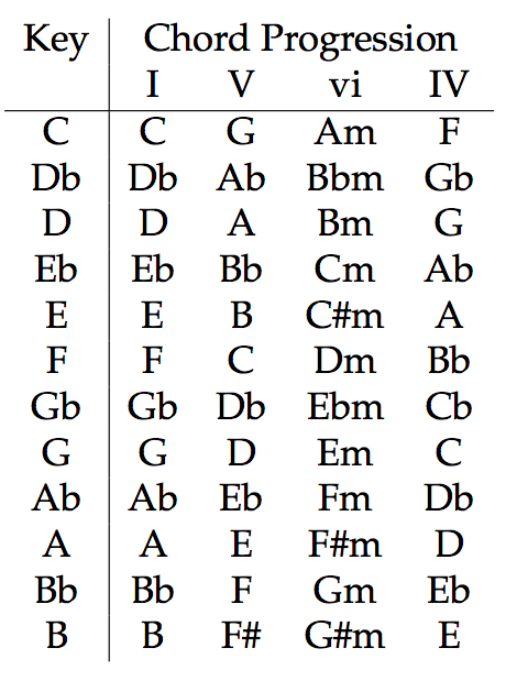 Key Chord Progression
I V vi IV
C C G Am F
Db Db Ab Bbm Gb
D D A Bm G
Eb Eb Bb Cm Ab
E E B C#m A
F F C Dm Bb
Gb Gb Db Ebm Cb
G G D Em C
Ab Ab Eb Fm Db
A A E F#m D
Bb Bb F Gm Eb
B B F# G#m E